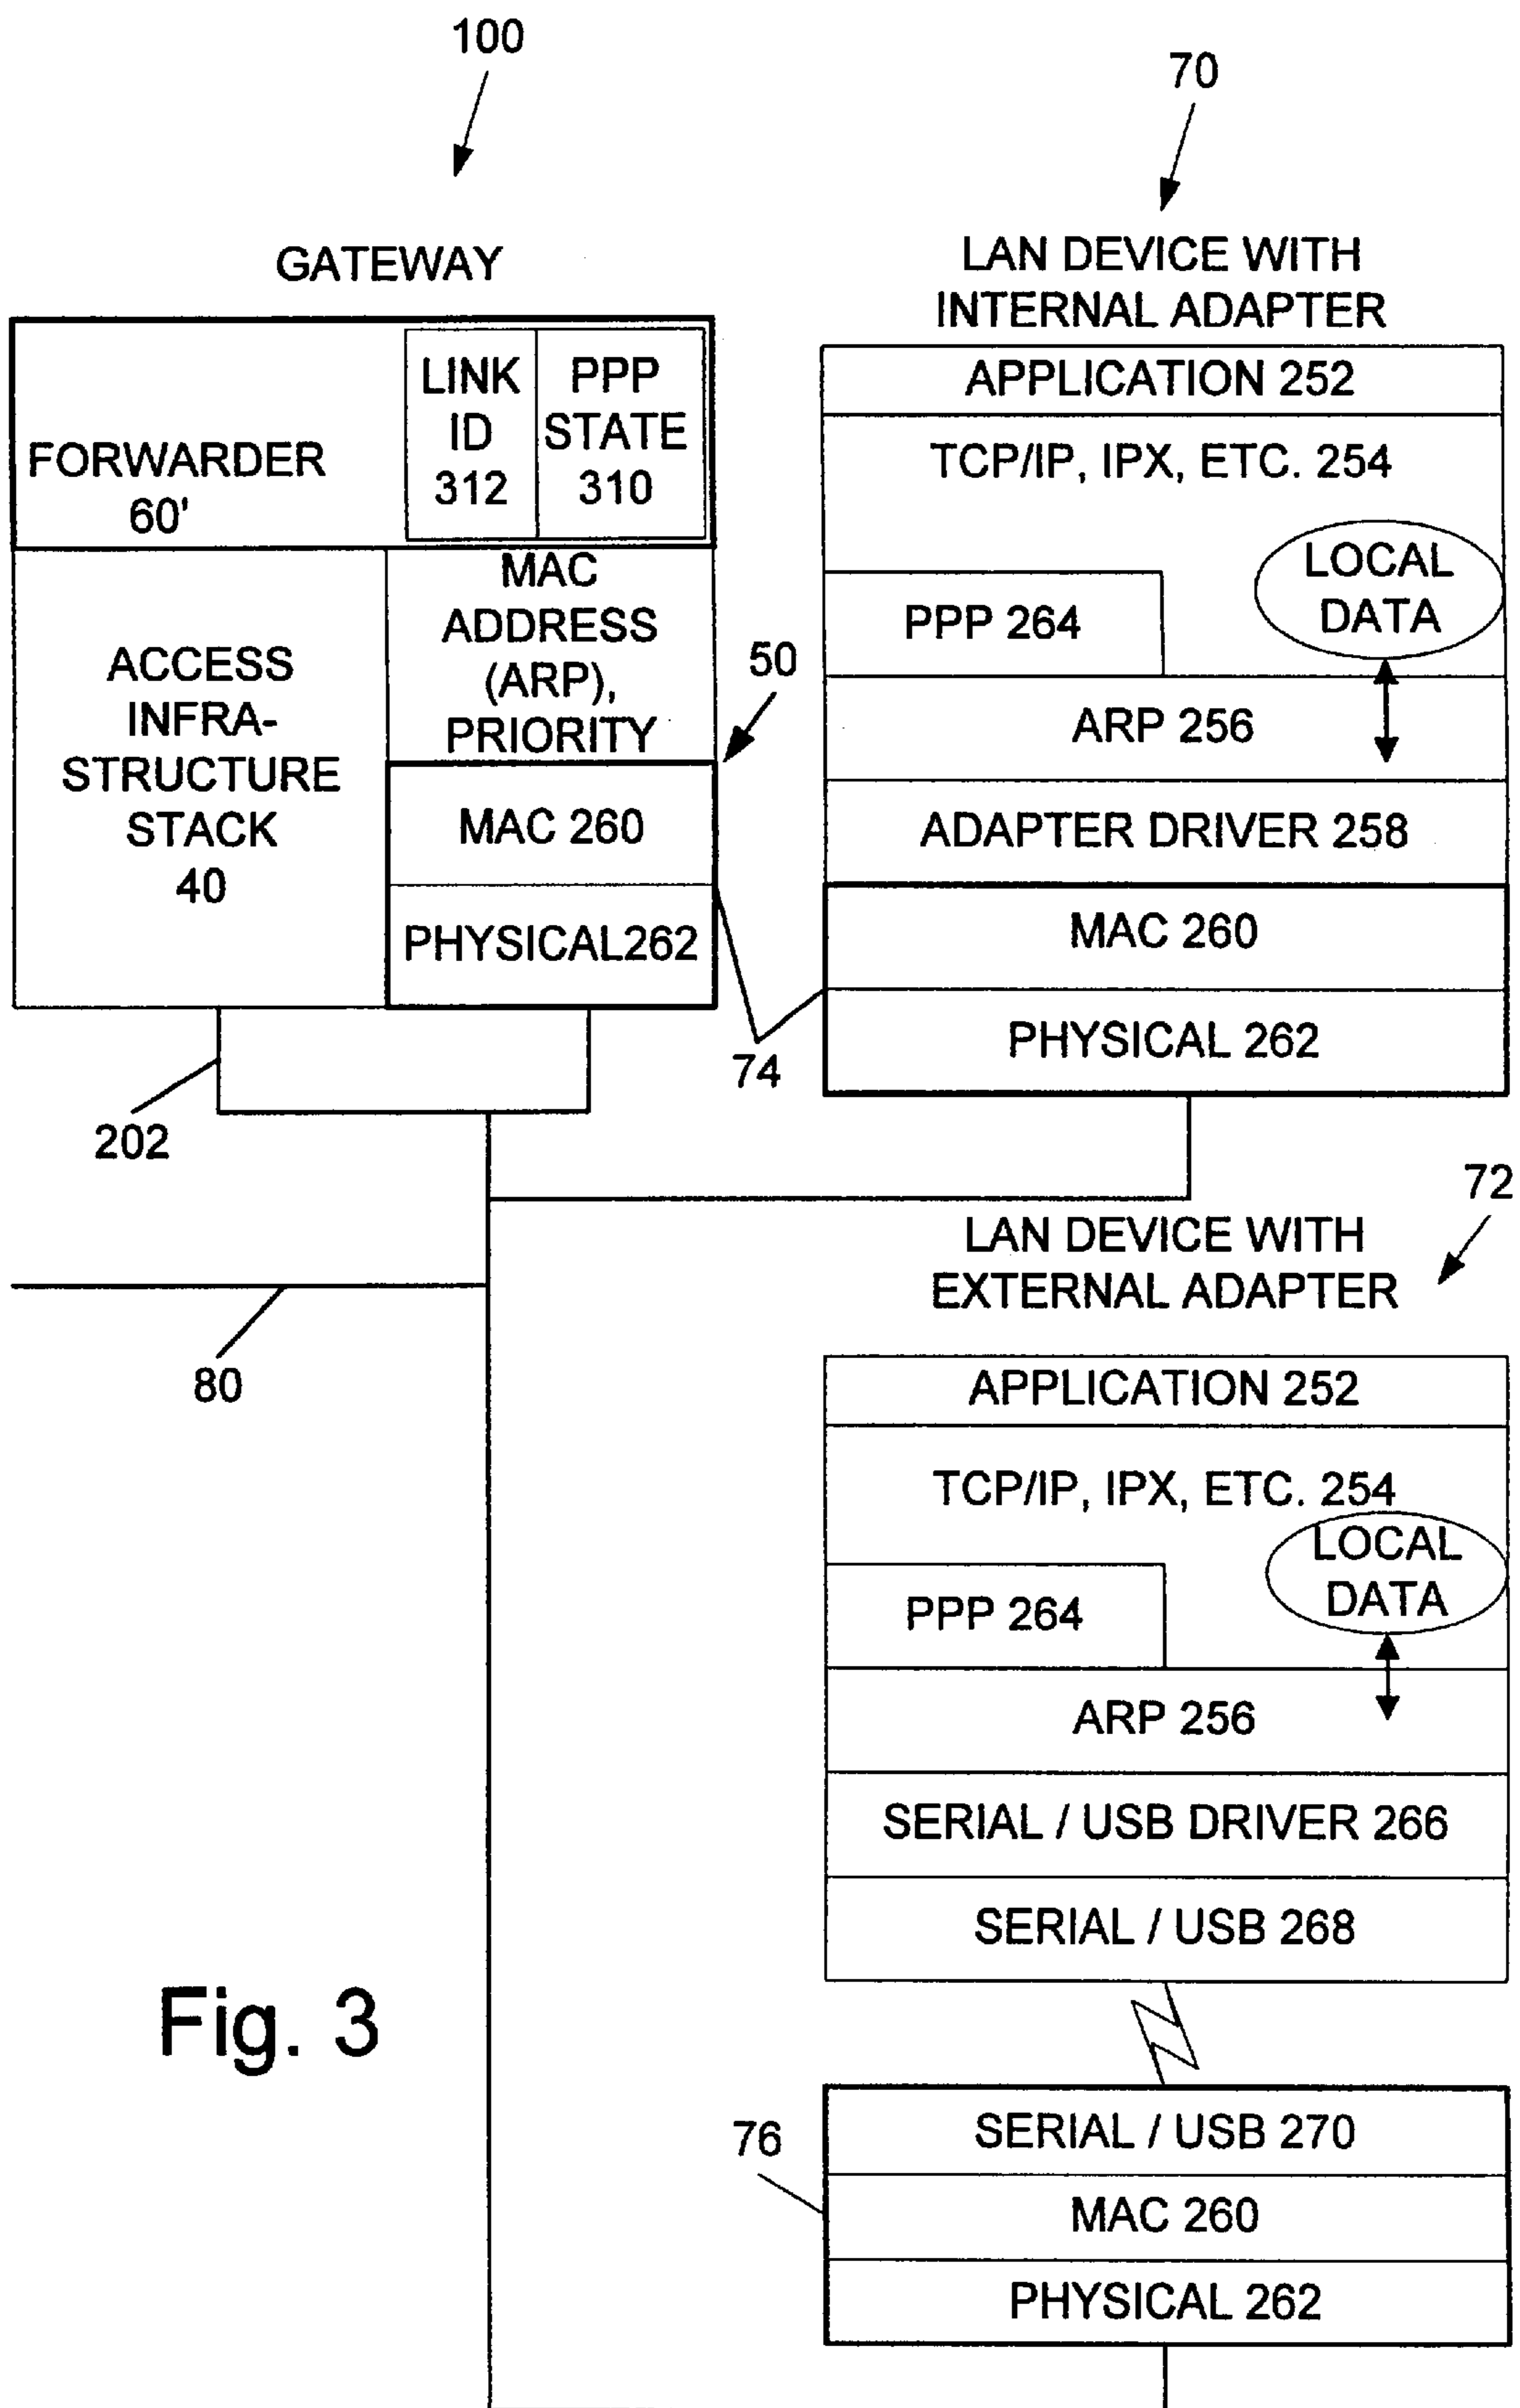 100
70
GATEWAY
LAN DEVICE WITH
INTERNAL ADAPTER
LINK
ID
312
PPP
STATE
310
FORWARDER
60'
MAC
ADDRESS
(ARP),
PRIORITY
50
ACCESS
INFRA-
STRUCTURE
STACK
40
MAC 260
PHYSICAL262
74
202
80
APPLICATION 252
TCP/IP, IPX, ETC. 254
LOCAL
DATA
PPP 264
ARP 256
ADAPTER DRIVER 258
MAC 260
PHYSICAL 262
72
LAN DEVICE WITH
EXTERNAL ADAPTER
APPLICATION 252
TCP/IP, IPX, ETC. 254
LOCAL
DATA
PPP 264
ARP 256
SERIAL / USB DRIVER 266
SERIAL / USB 268
Fig. 3
76
SERIAL / USB 270
MAC 260
PHYSICAL 262